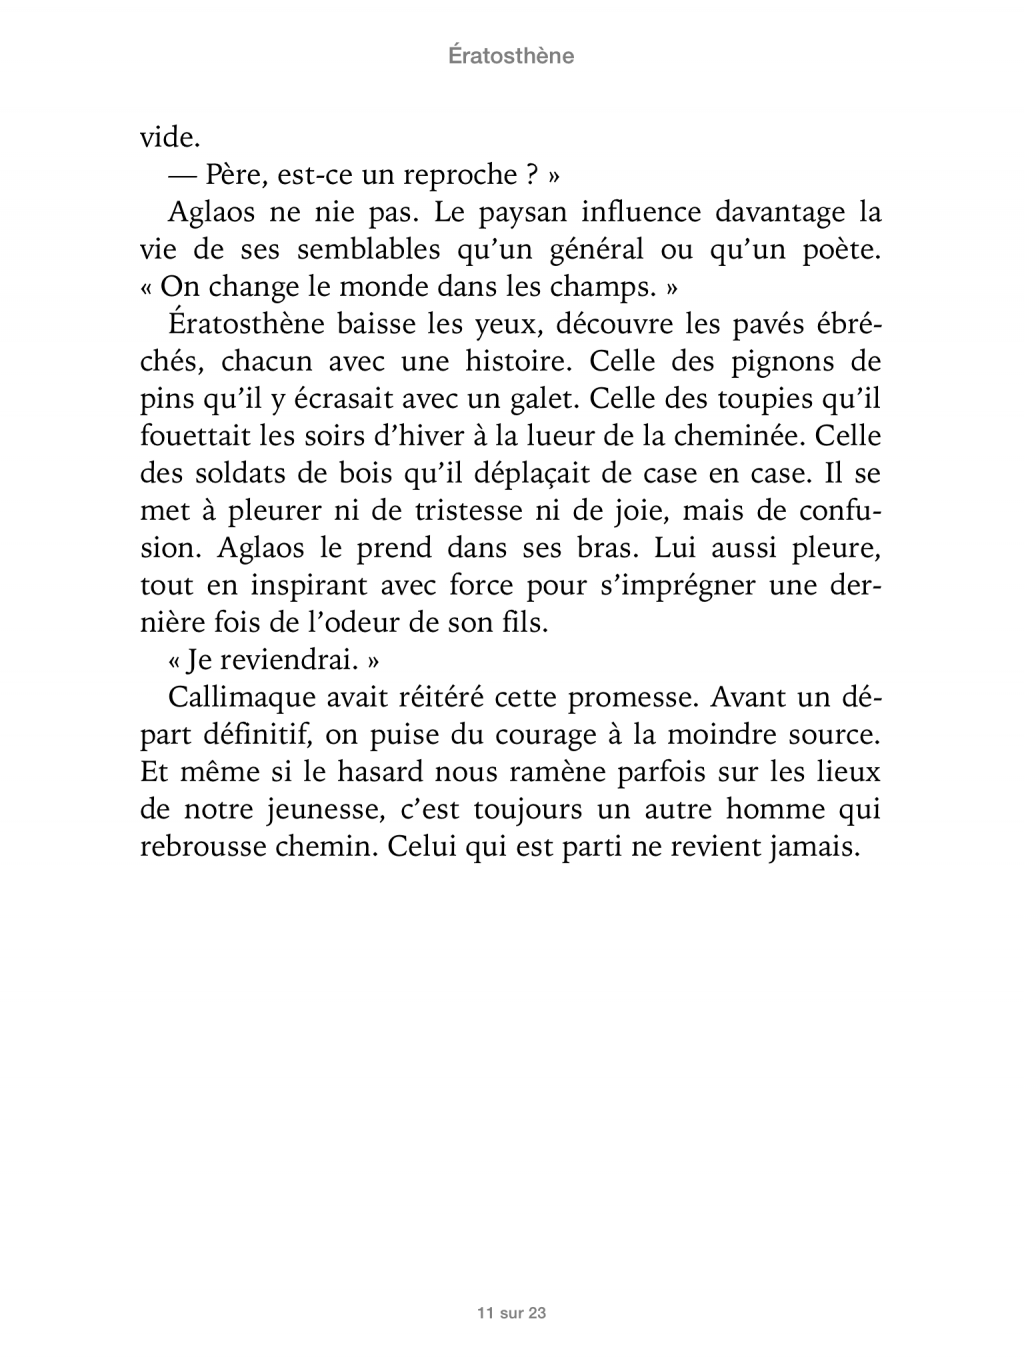 Ératosthène
vide.
— Père, est-ce un reproche ? »
Aglaos ne nie pas. Le paysan influence davantage la
vie de ses semblables qu’un général ou qu’un poète.
« On change le monde dans les champs. »
Ératosthène baisse les yeux, découvre les pavés ébré-
chés, chacun avec une histoire. Celle des pignons de
pins qu’il y écrasait avec un galet. Celle des toupies qu’il
fouettait les soirs d’hiver à la lueur de la cheminée. Celle
des soldats de bois qu’il déplaçait de case en case. Il se
met à pleurer ni de tristesse ni de joie, mais de confu-
sion. Aglaos le prend dans ses bras. Lui aussi pleure,
tout en inspirant avec force pour s’imprégner une der-
nière fois de l’odeur de son fils.
« Je reviendrai. »
Callimaque avait réitéré cette promesse. Avant un dé-
part définitif, on puise du courage à la moindre source.
Et même si le hasard nous ramène parfois sur les lieux
de notre jeunesse, c’est toujours un autre homme qui
rebrousse chemin. Celui qui est parti ne revient jamais.
11 sur 23